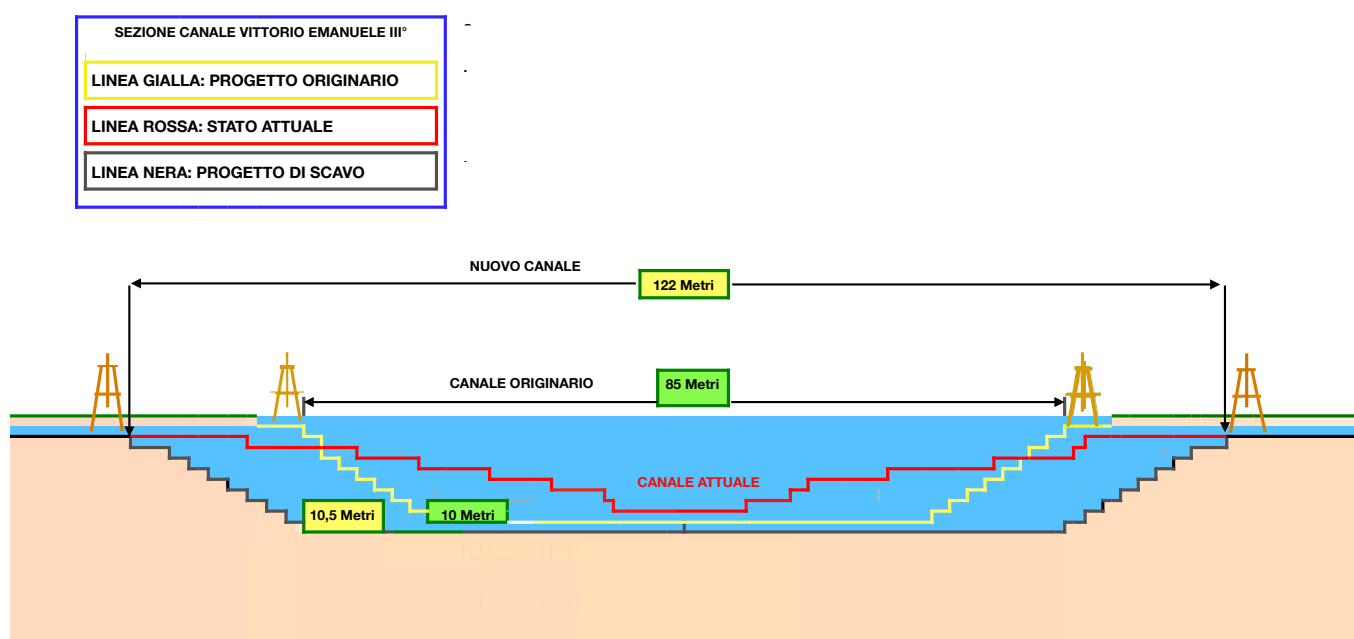 SEZIONE CANALE VITTORIO EMANUELE III°
LINEA GIALLA: PROGETTO ORIGINARIO
LINEA ROSSA: STATO ATTUALE
LINEA NERA: PROGETTO DI SCAVO
NUOVO CANALE
122 Metri
CANALE ORIGINARIO
85 Metri
CANALE ATTUALE
10,5 Metri
10 Metri